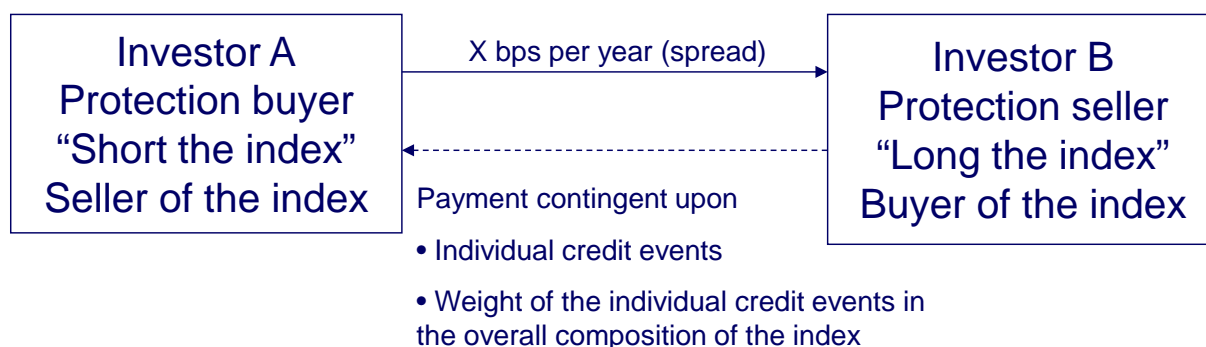 Investor A
Protection buyer
“Short the index”
Seller of the index
X bps per year (spread)
Payment contingent upon
• Individual credit events
• Weight of the individual credit events in
the overall composition of the index
Investor B
Protection seller
“Long the index”
Buyer of the index